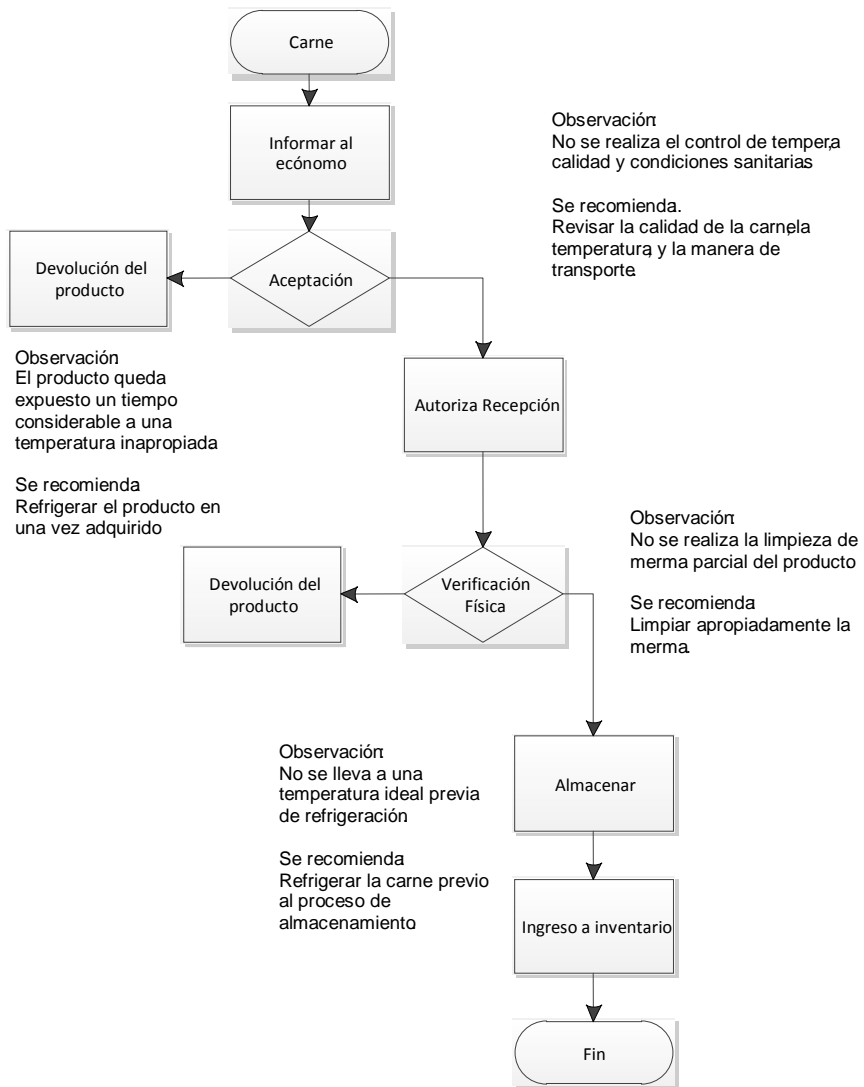 Carne
Informar al
ecónomo
Observación:
No se realiza el control de tempera,
calidad y condiciones sanitarias
Se recomienda.
Revisar la calidad de la carne,la
temperatura, y la manera de
transporte.
Devolución del
producto
Aceptación
Observación
El producto queda
expuesto un tiempo
considerable a una
temperatura inapropiada
Se recomienda
Refrigerar el producto en
una vez adquirido
Autoriza Recepción
Observación:
No se realiza la limpieza de
merma parcial del producto
Se recomienda
Limpiar apropiadamente la
merma.
Devolución del
producto
Verificación
Física
Observación:
No se lleva a una
temperatura ideal previa
de refrigeración
Se recomienda
Refrigerar la carne previo
al proceso de
almacenamiento.
Almacenar
Ingreso a inventario
Fin